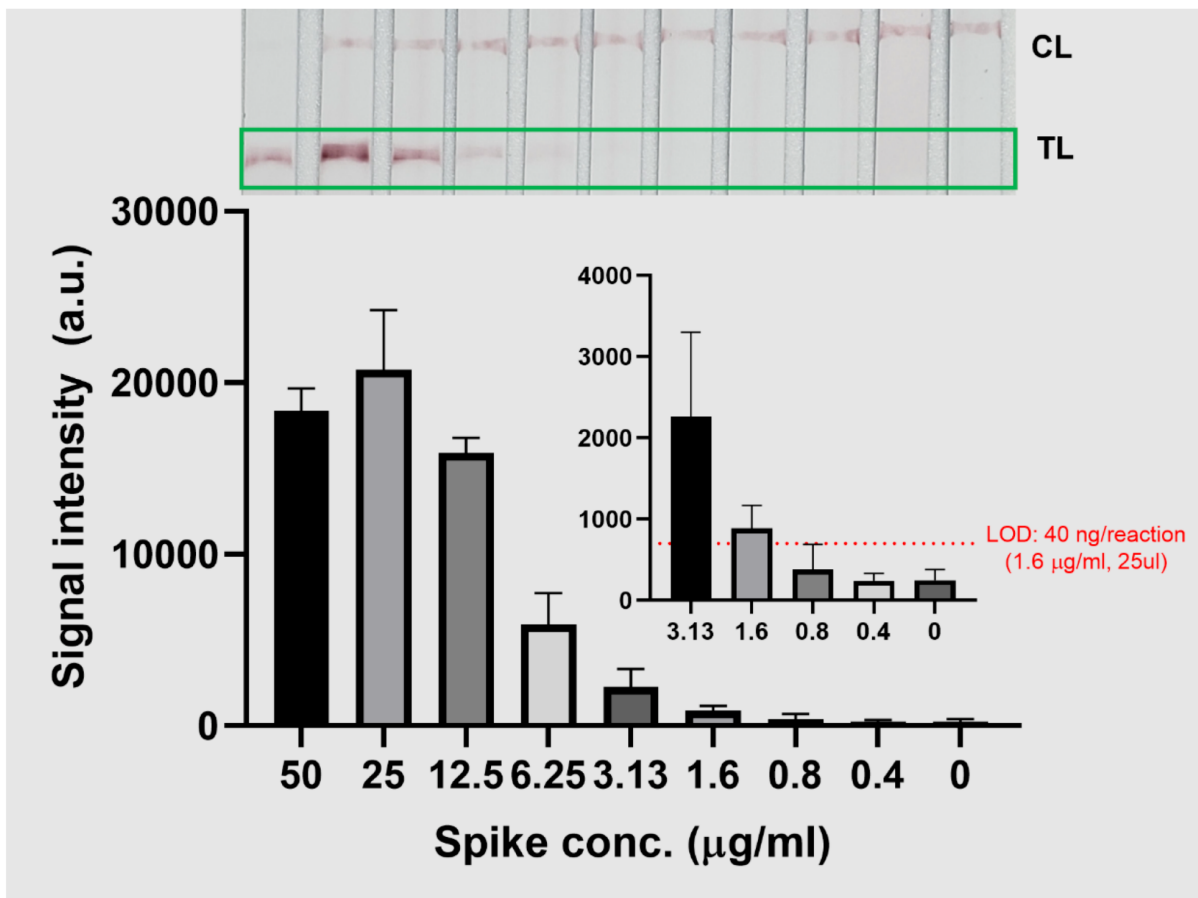 CL
TL
30000
20000
10000
0
Signal intensity (a.u.)
4000
3000
2000
1000
0
3.13 1.6 0.8 0.4 0
LOD: 40 ng/reaction
(1.6 μg/ml, 25ul)
50 25 12.5 6.25 3.13 1.6 0.8 0.4 0
Spike conc. (μg/ml)